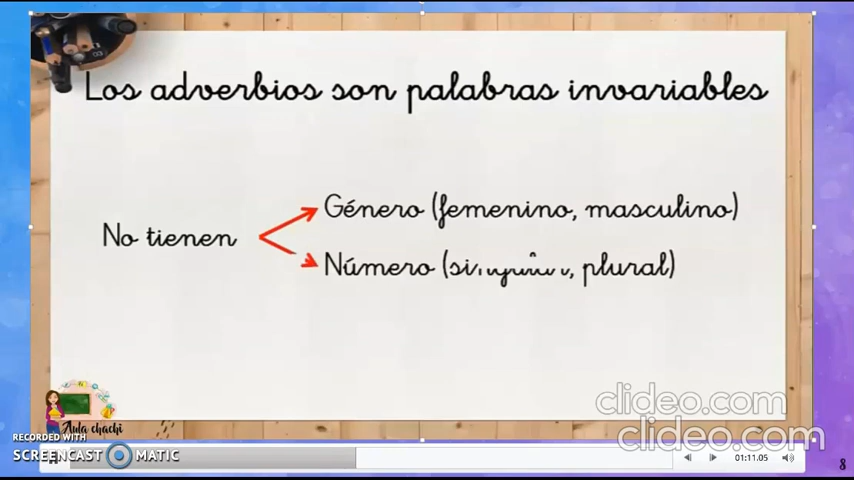 Los adverbios son palabras invariables
Género (femenino, masculino)
No tienen
Número (, plural)
clideo.com
Aula chachi
clideo.com
RECORDED WITH
SCREENCAST MATIC
01:11.05
8